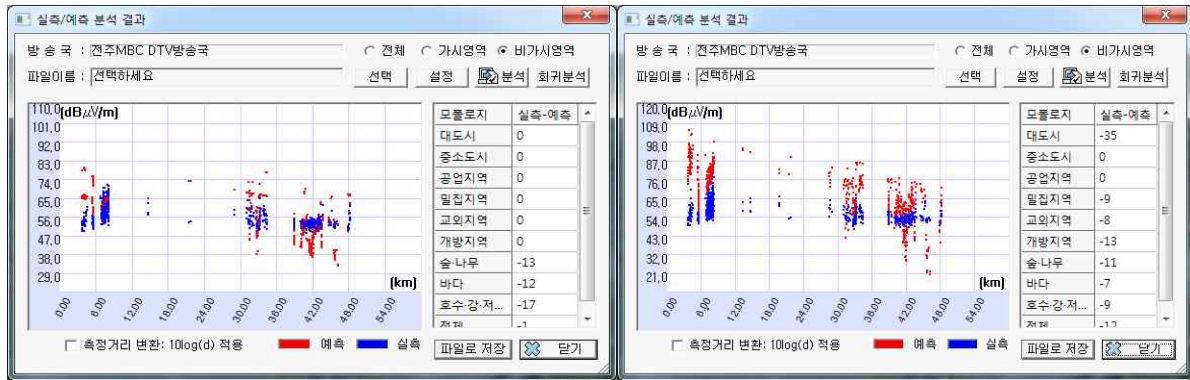 실측/예측 분석 결과
방 송 국 : 전주MBC DTV방송국
전체 가시영역 비가시영역
파일이름 : 선택하세요
선택 설정 분석 회귀분석
110,0 (dBμV/m)
101,0
92,0
83,0
74,0
65,0
56,0
47,0
38,0
29,0
(km)
0,00 6,00 12,00 18,00 24,00 30,00 36,00 42,00 48,00 54,00
모폴로지 실측-예측
대도시 0
중소도시 0
공업지역 0
밀집지역 0
교외지역 0
개방지역 0
숲·나무 -13
바다 -12
호수·강·저... -17
전체 -1
측정거리 변환: 10log(d) 적용
예측 실측
파일로 저장 닫기
실측/예측 분석 결과
방 송 국 : 전주MBC DTV방송국
전체 가시영역 비가시영역
파일이름 : 선택하세요
선택 설정 분석 회귀분석
120,0 (dBμV/m)
109,0
98,0
87,0
76,0
65,0
54,0
43,0
32,0
21,0
(km)
0,00 6,00 12,00 18,00 24,00 30,00 36,00 42,00 48,00 54,00
모폴로지 실측-예측
대도시 -35
중소도시 0
공업지역 0
밀집지역 -9
교외지역 -8
개방지역 -13
숲·나무 -11
바다 -7
호수·강·저... -9
전체 -12
측정거리 변환: 10log(d) 적용
예측 실측
파일로 저장 닫기